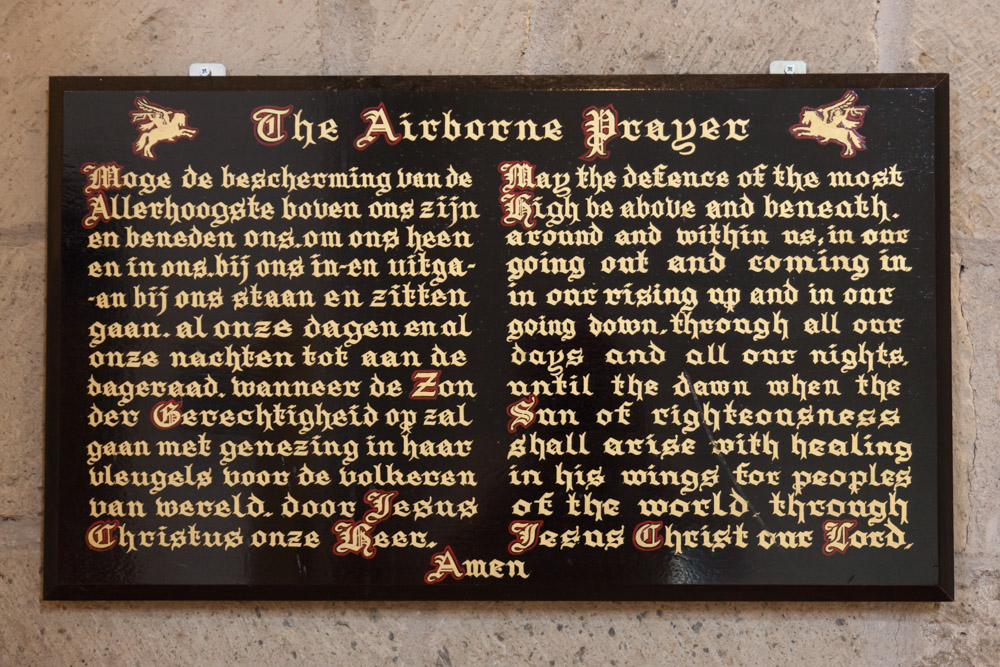 The Airborne Prayer
Moge de bescherming van de
Allerhoogste boven ons zijn
en beneden ons. om ons heen
en in ons. bij ons in-en uitga-
-an bij ons staan en zitten
gaan. al onze dagen en al
onze nachten tot aan de
dageraad. wanneer de Zon
der Gerechtigheid op zal
gaan met genezing in haar
vleugels voor de volkeren
van wereld. door Jesus
Christus onze Heer.
May the defence of the most
High be above and beneath.
around and within us, in our
going out and coming in
in our rising up and in our
going down. through all our
days and all our nights.
until the dawn when the
Sun of righteousness
shall arise with healing
in his wings for peoples
of the world through
Jesus Christ our Lord.
Amen